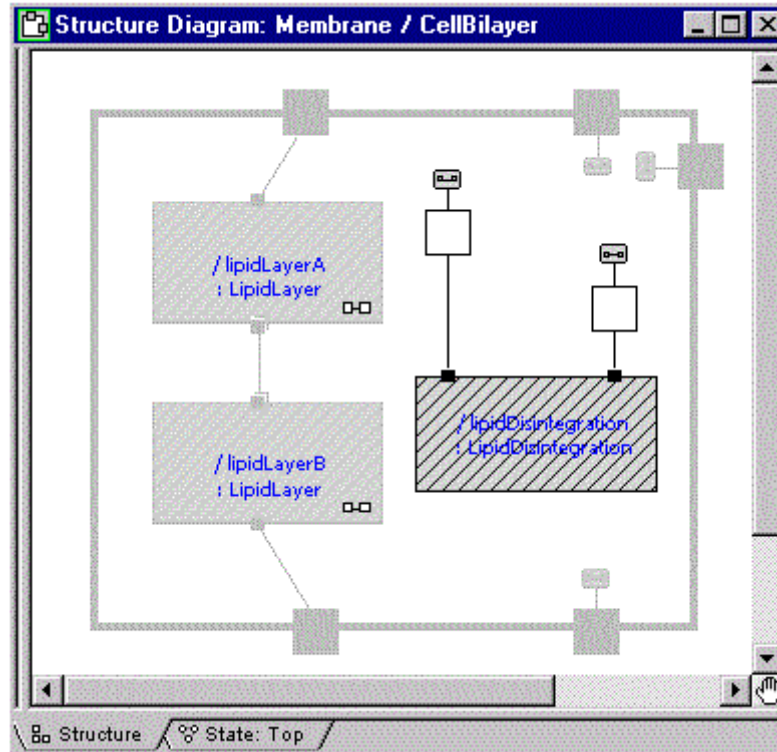 Structure Diagram: Membrane / CellBilayer
/ lipidLayerA
: LipidLayer
/ lipidDisintegration
: LipidDisIntegration
/ lipidLayerB
: LipidLayer
Structure
State: Top